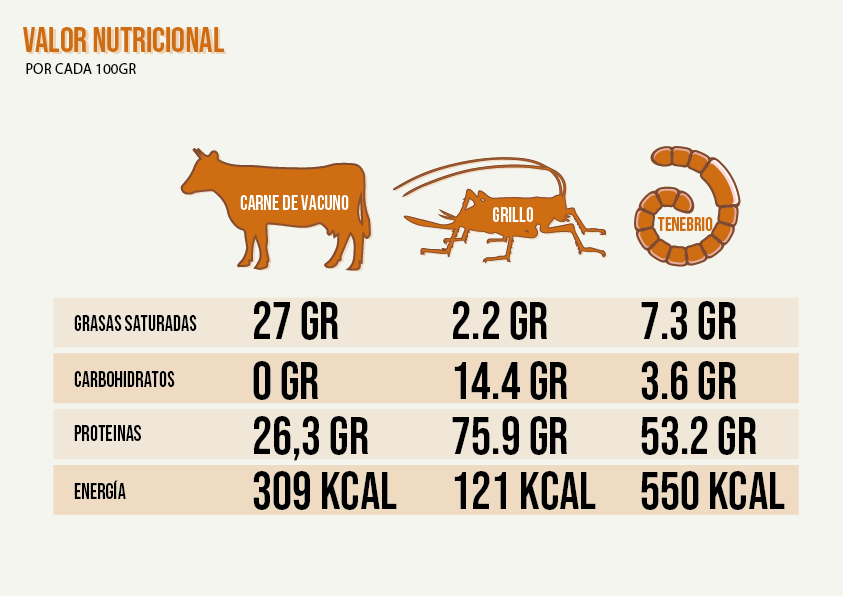 VALOR NUTRICIONAL
POR CADA 100GR
CARNE DE VACUNO
GRILLO
TENEBRIO
GRASAS SATURADAS 27 GR 2.2 GR 7.3 GR
CARBOHIDRATOS 0 GR 14.4 GR 3.6 GR
PROTEINAS 26,3 GR 75.9 GR 53.2 GR
ENERGÍA 309 KCAL 121 KCAL 550 KCAL